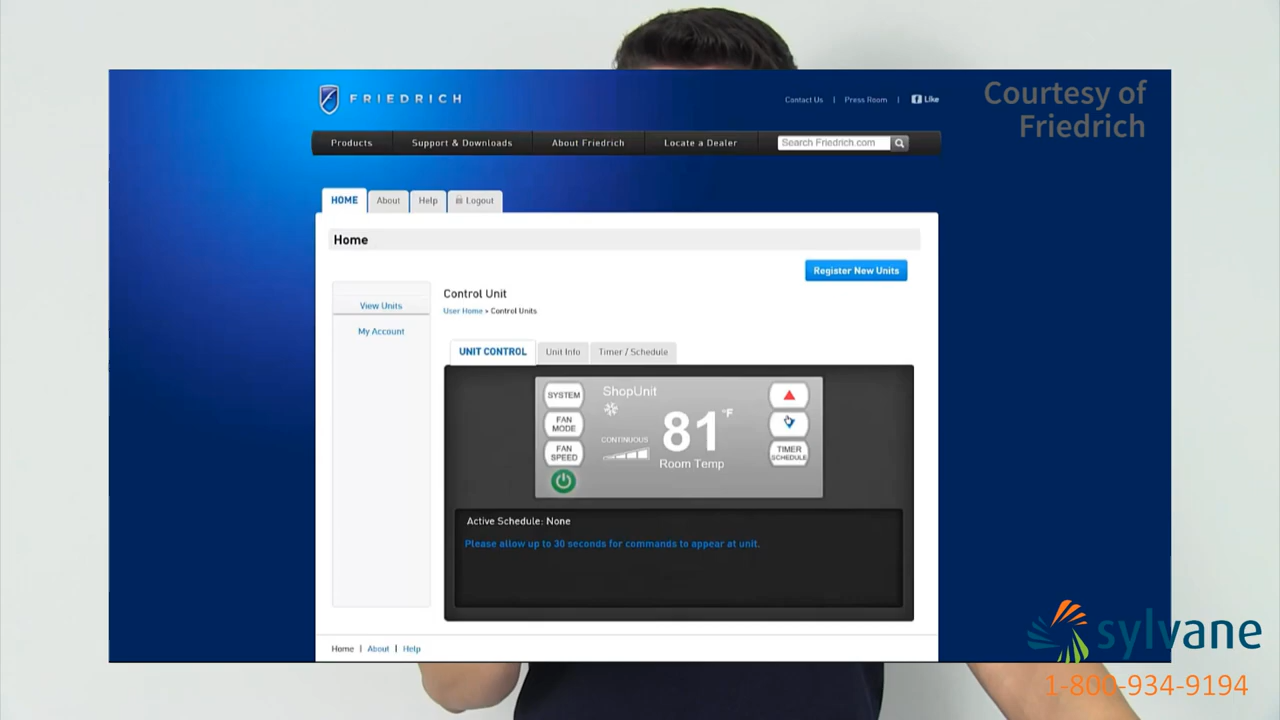 FRIEDRICH
Contact Us | Press Room | Like
Courtesy of
Friedrich
Products Support & Downloads About Friedrich Locate a Dealer Search Friedrich.com
HOME About Help Logout
Home
Register New Units
View Units
My Account
Control Unit
User Home > Control Units
UNIT CONTROL Unit Info Timer / Schedule
SYSTEM
FAN
MODE
FAN
SPEED
ShopUnit
CONTINUOUS
81°F
Room Temp
TIMER
SCHEDULE
Active Schedule: None
Please allow up to 30 seconds for commands to appear at unit.
Home | About | Help
sylvane
1-800-934-9194